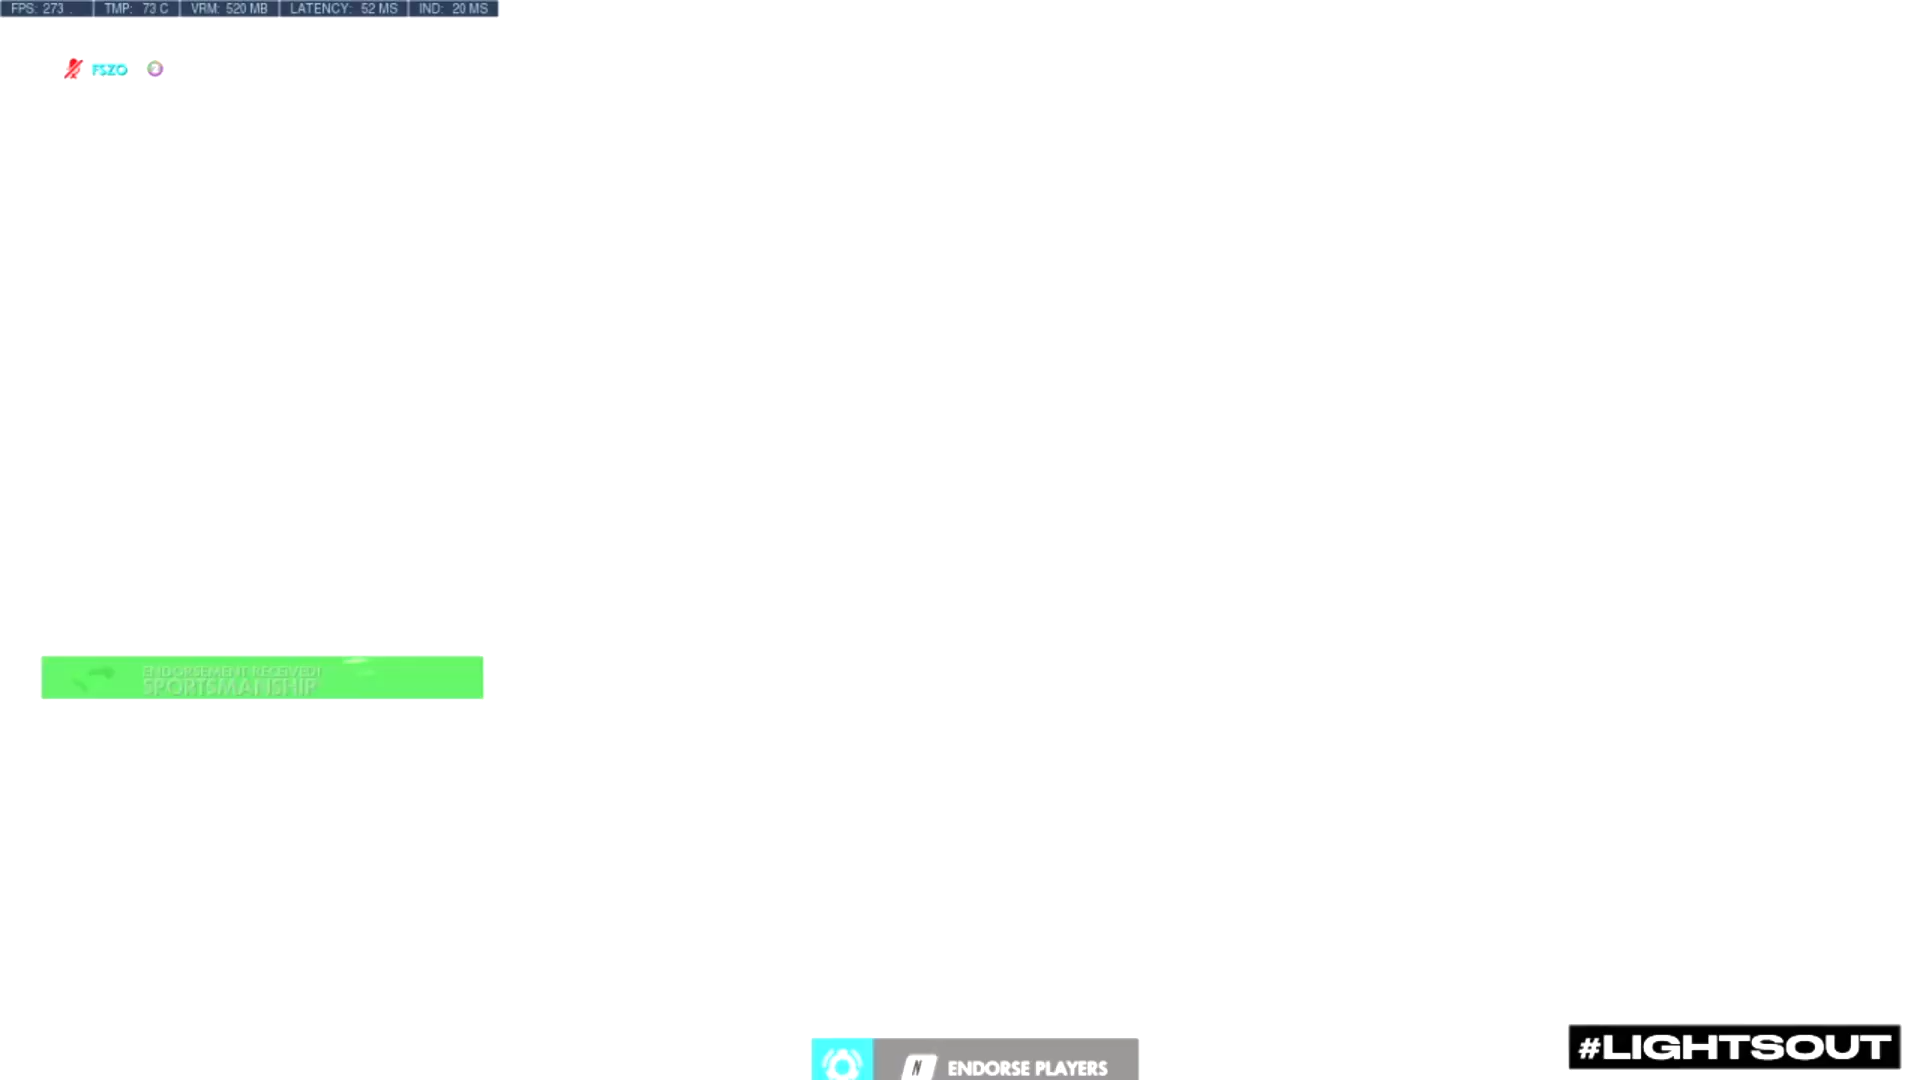 FPS: 273 TMP: 73 C VRM: 520 MB LATENCY: 52 MS IND: 20 MS
FSZO 2
ENDORSEMENT RECEIVED!
SPORTSMANSHIP
N ENDORSE PLAYERS
#LIGHTSOUT